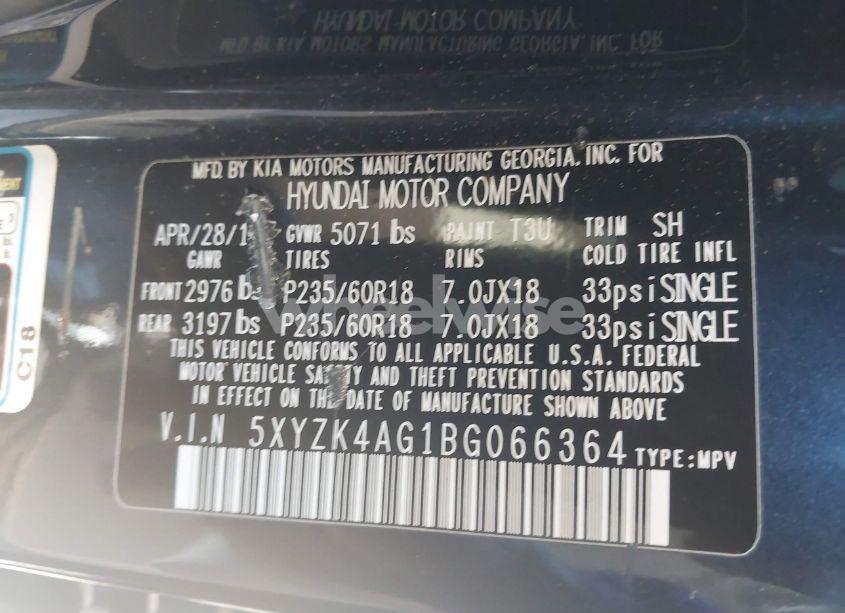 HYUNDAI MOTOR COMPANY
MFD BY KIA MOTORS MANUFACTURING GEORGIA, INC. FOR
MFD. BY KIA MOTORS MANUFACTURING GEORGIA, INC. FOR
HYUNDAI MOTOR COMPANY
APR/28/1 GVWR 5071 lbs PAINT T3U TRIM SH
GAWR TIRES RIMS COLD TIRE INFL
FRONT 2976 P235/60R18 7.0JX18 33psi SINGLE
REAR 3197 lbs P235/60R18 7.0JX18 33psi SINGLE
THIS VEHICLE CONFORMS TO ALL APPLICABLE U.S.A. FEDERAL
MOTOR VEHICLE AND THEFT PREVENTION STANDARDS
IN EFFECT ON DATE OF MANUFACTURE SHOWN ABOVE
V.I.N 5XYZK4AG1BG066364 TYPE:MPV
C18
Wheelwise